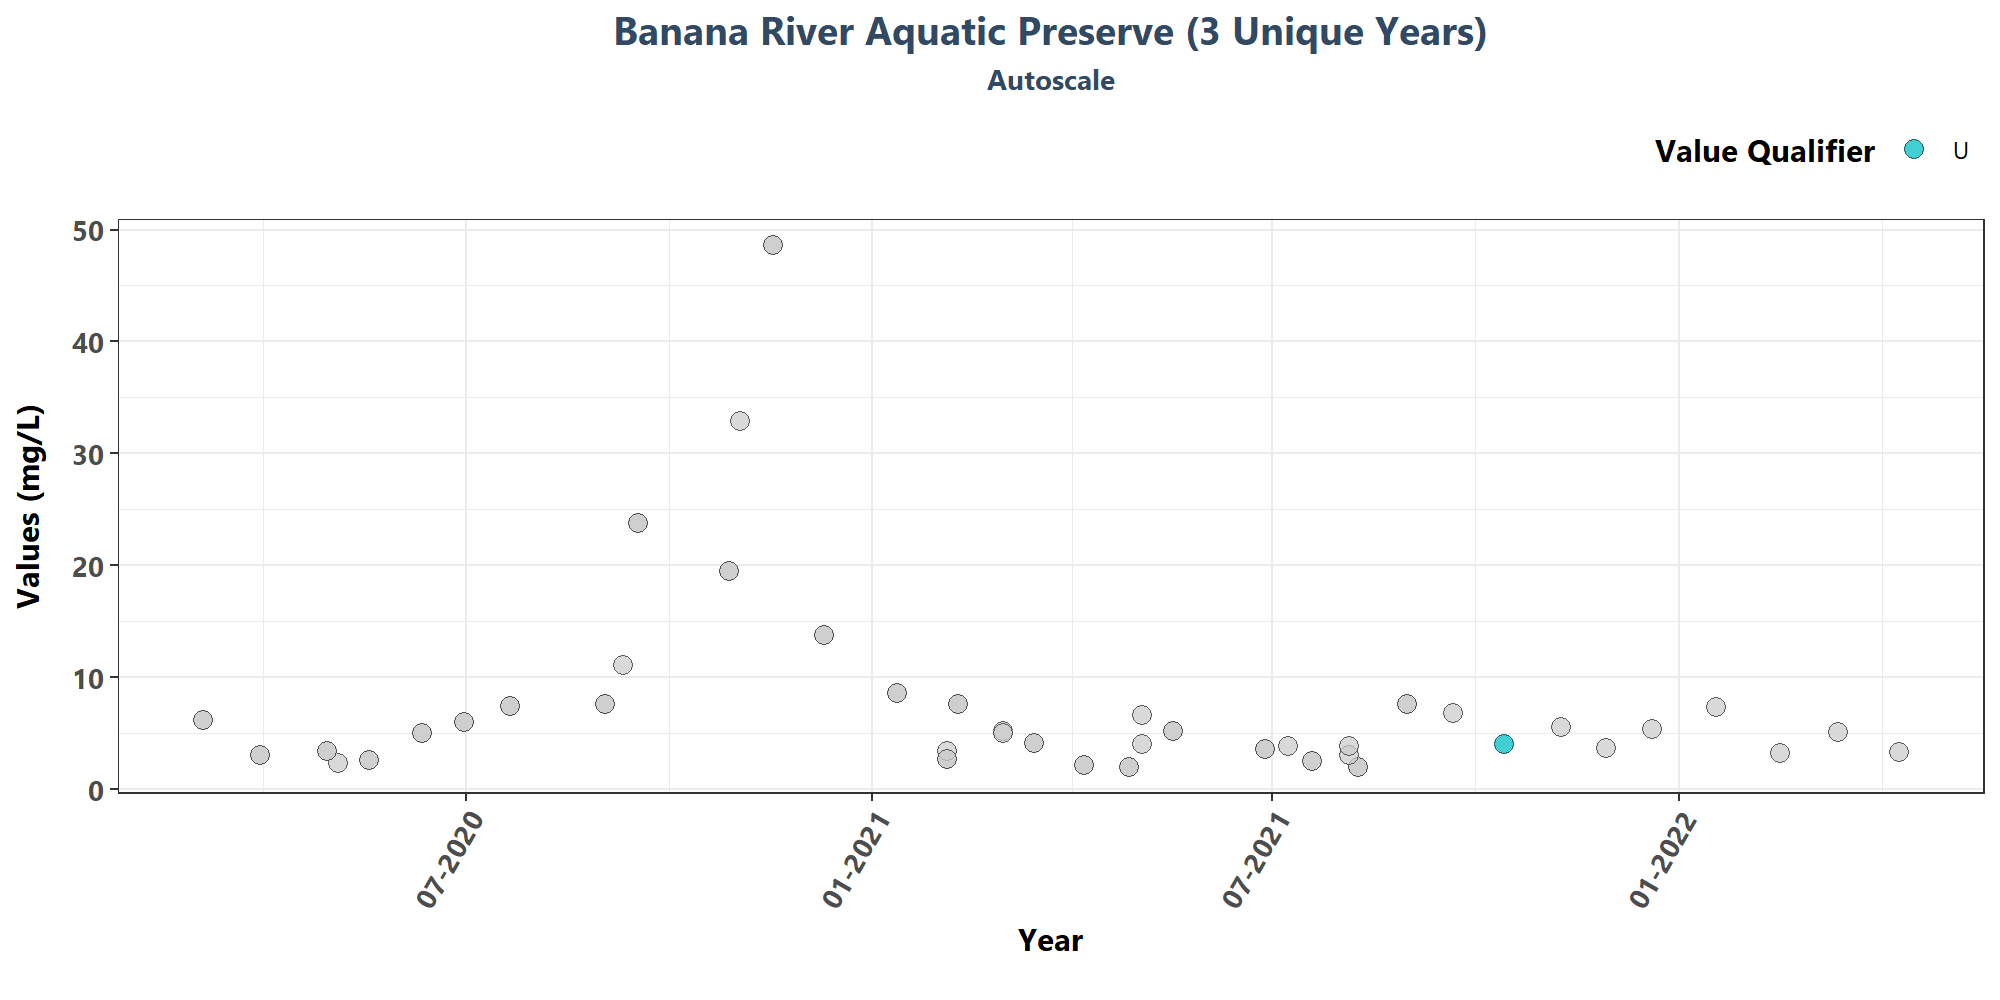 Banana River Aquatic Preserve (3 Unique Years)
Autoscale
Value Qualifier U
Values (mg/L)
50
40
30
20
10
0
07-2020 01-2021 07-2021 01-2022
Year